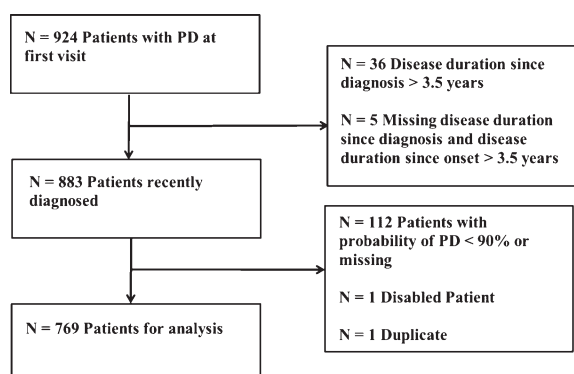 N = 924 Patients with PD at
first visit
N = 36 Disease duration since
diagnosis > 3.5 years
N = 5 Missing disease duration
since diagnosis and disease
duration since onset > 3.5 years
N = 883 Patients recently
diagnosed
N = 112 Patients with
probability of PD < 90% or
missing
N = 1 Disabled Patient
N = 1 Duplicate
N = 769 Patients for analysis